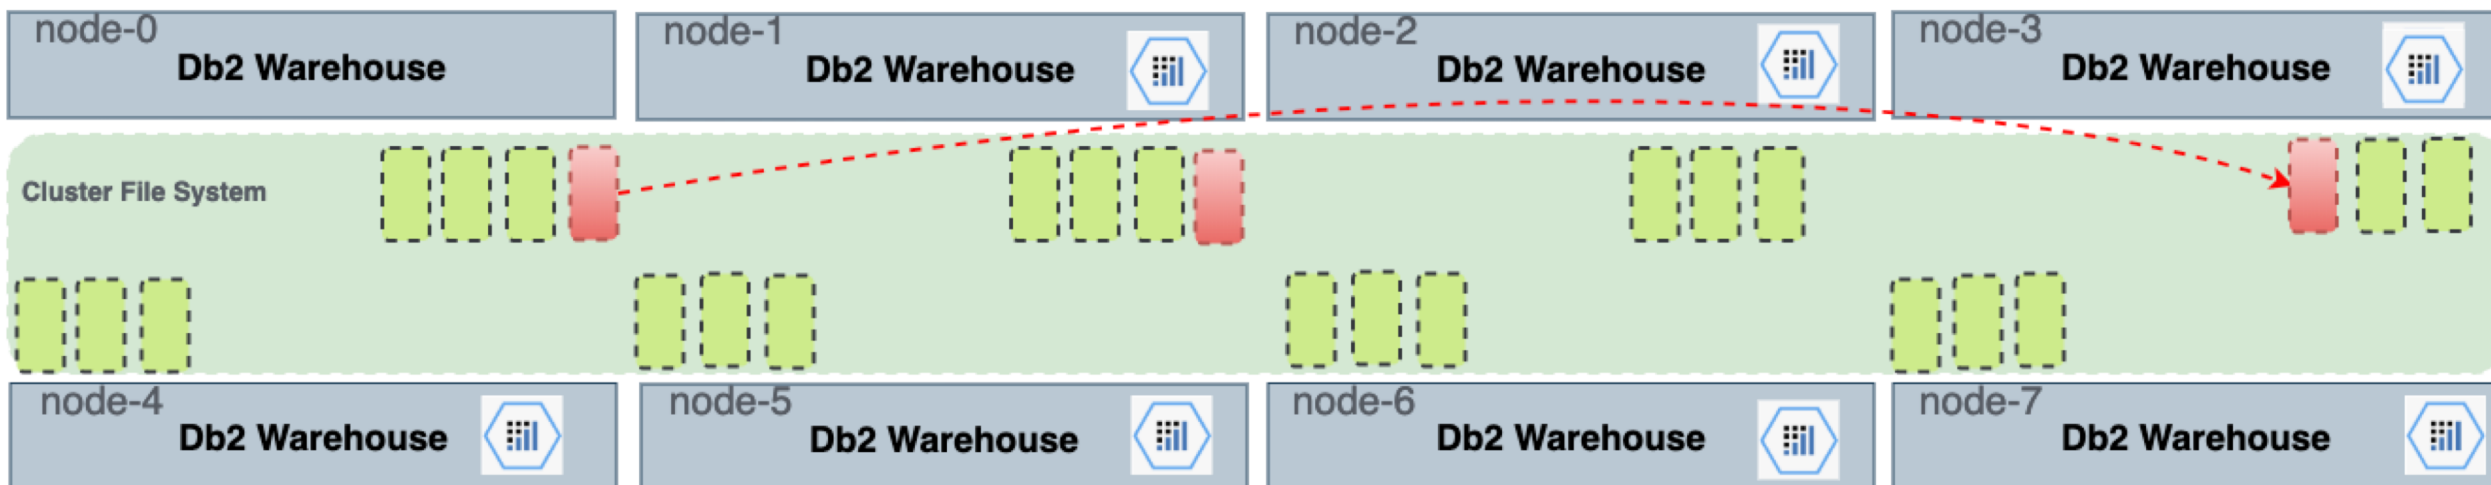 node-0
Db2 Warehouse
node-1
Db2 Warehouse
node-2
Db2 Warehouse
node-3
Db2 Warehouse
Cluster File System
node-4
Db2 Warehouse
node-5
Db2 Warehouse
node-6
Db2 Warehouse
node-7
Db2 Warehouse